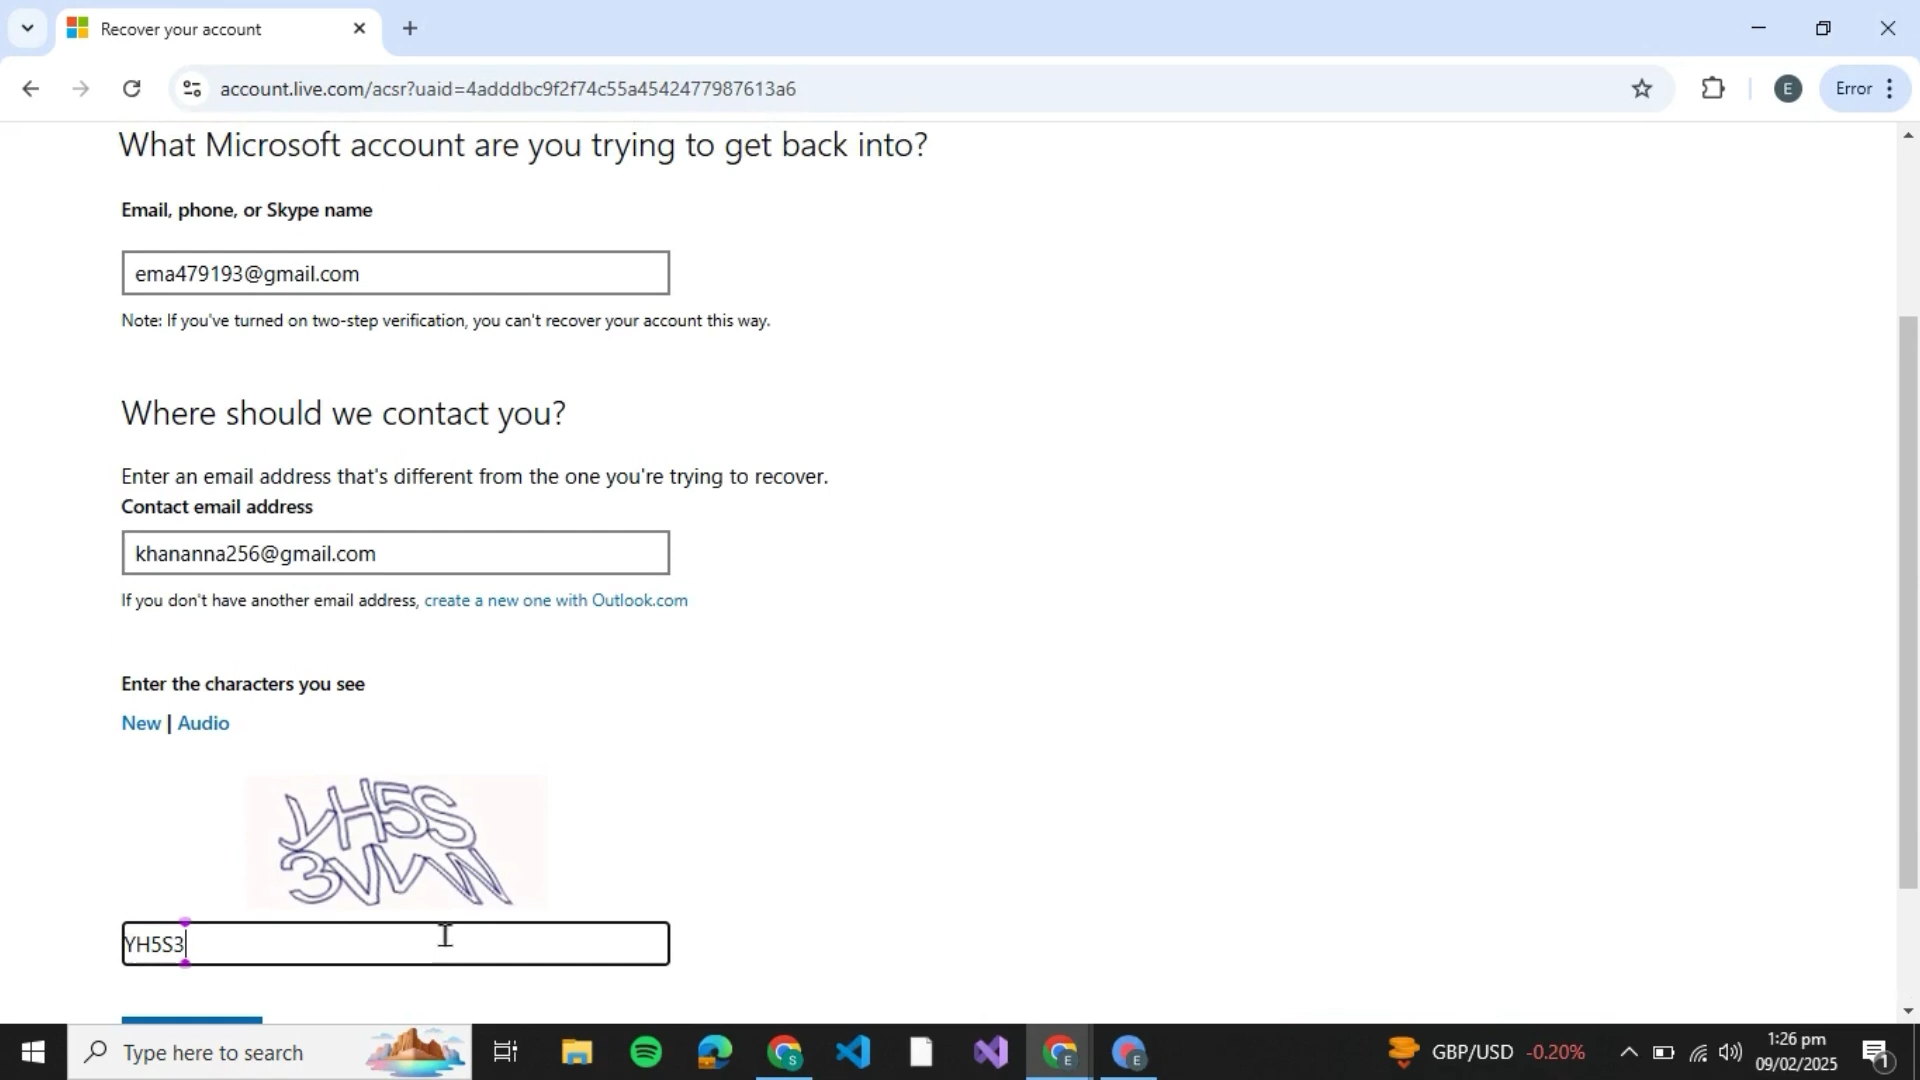 Recover your account
account.live.com/acsr?uaid=4adddbc9f2f74c55a4542477987613a6
E
Error
What Microsoft account are you trying to get back into?
Email, phone, or Skype name
ema479193@gmail.com
Note: If you've turned on two-step verification, you can't recover your account this way.
Where should we contact you?
Enter an email address that's different from the one you're trying to recover.
Contact email address
khananna256@gmail.com
If you don't have another email address, create a new one with Outlook.com
Enter the characters you see
New | Audio
YH5S
YH5S3
Type here to search
S
E
E
GBP/USD -0.20%
1:26 pm
09/02/2025
1